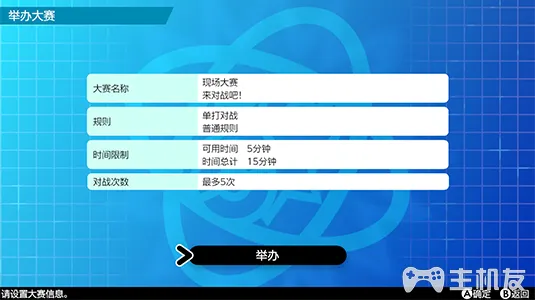 举办大赛
大赛名称
现场大赛
来对战吧!
规则
单打对战
普通规则
时间限制
可用时间 5分钟
时间总计 15分钟
对战次数
最多5次
举办
请设置大赛信息。
A确定 B返回
主机友